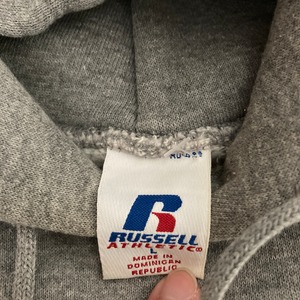 RUSSELL
ATHLETIC®
L
MADE IN
DOMINICAN
REPUBLIC